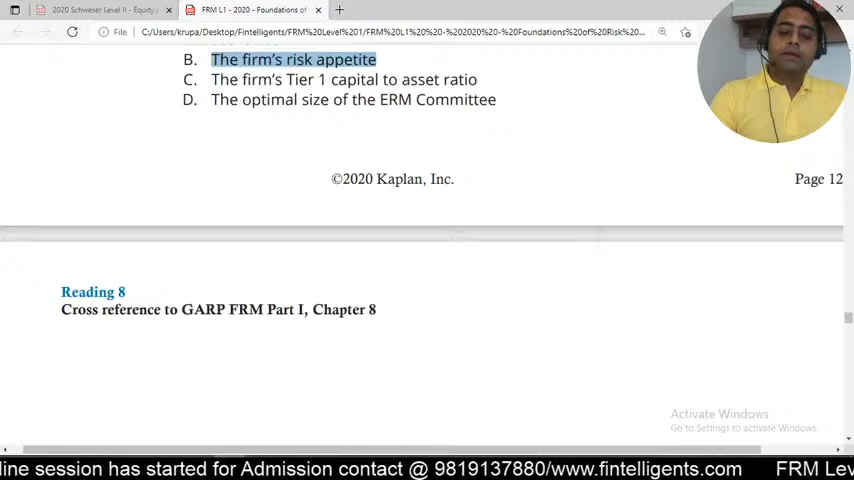 2020 Schweser Level II - Equity.p
FRM L1 - 2020 - Foundations of
File
C:/Users/krupa/Desktop/Fintelligents/FRM%20Level%201/FRM%20L1%20%20-%202020%20-%20Foundations%20of%20Risk%20M...
B. The firm's risk appetite
C. The firm's Tier 1 capital to asset ratio
D. The optimal size of the ERM Committee
©2020 Kaplan, Inc.
Page 12
Reading 8
Cross reference to GARP FRM Part I, Chapter 8
Activate Windows
Go to Settings to activate Windows.
line session has started for Admission contact @ 9819137880/www.fintelligents.com FRM Lev